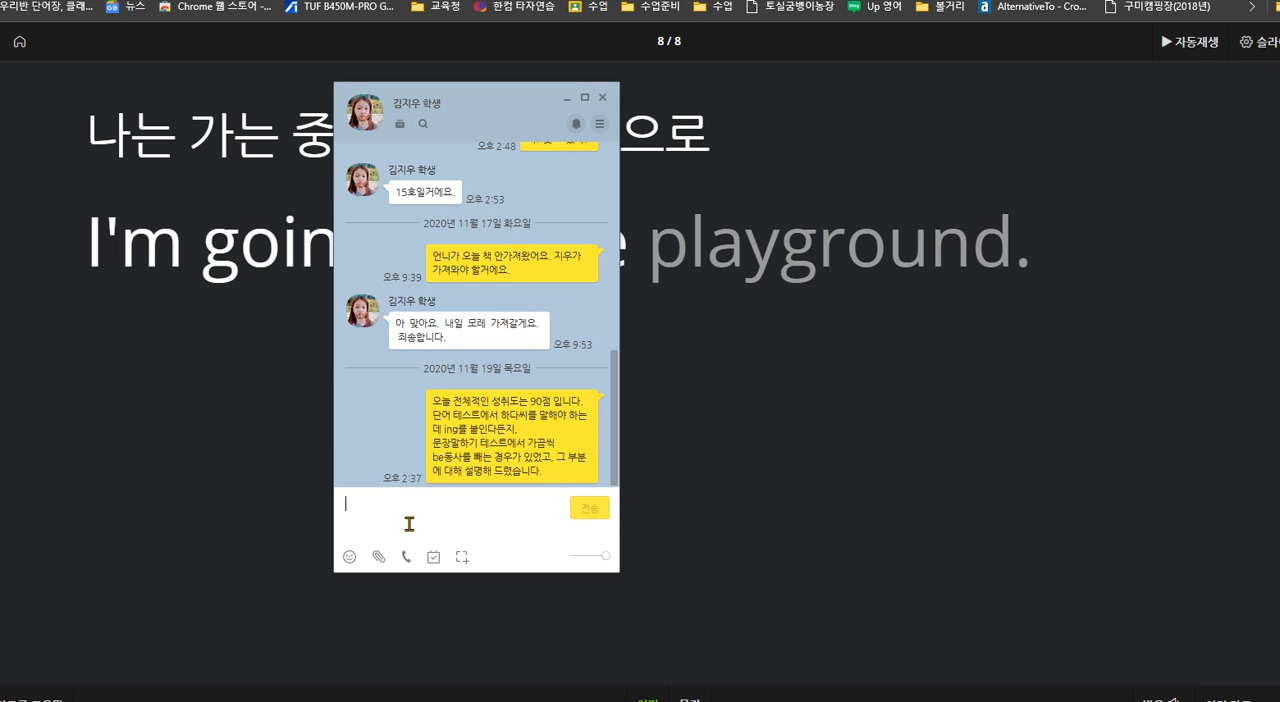 우리반 단어장, 클래... 뉴스 Chrome 웹 스토어 -... TUF B450M-PRO G... 교육청 한컴 타자연습 수업 수업준비 수업 토실굼벵이농장 Up 영어 볼거리 AlternativeTo - Cro... 구미캠핑장(2018년)
8 / 8
자동재생
슬라
나는 가는 중
으로
I'm goin
playground.
김지우 학생
오후 2:48
김지우 학생
15호일거에요.
오후 2:53
2020년 11월 17일 화요일
언니가 오늘 책 안가져왔어요. 지우가
가져와야 할거에요.
오후 9:39
김지우 학생
아 맞아요. 내일 모레 가져갈게요.
죄송합니다.
오후 9:53
2020년 11월 19일 목요일
오늘 전체적인 성취도는 90점 입니다.
단어 테스트에서 하다씨를 말해야 하는
데 ing를 붙인다든지,
문장말하기 테스트에서 가끔씩
be동사를 빼는 경우가 있었고, 그 부분
에 대해 설명해 드렸습니다.
오후 2:37
전송